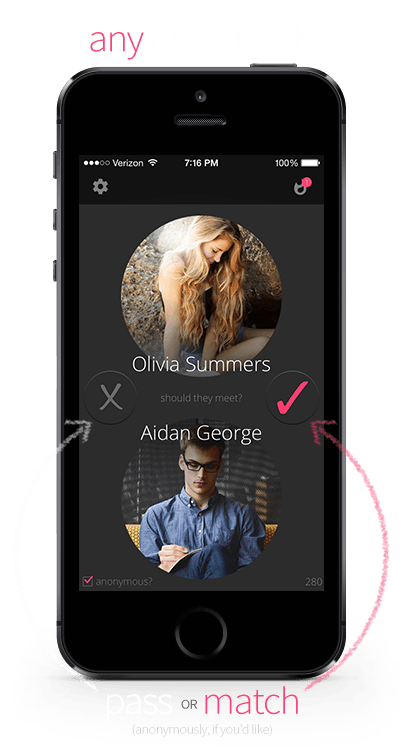 any
Verizon 7:16 PM 100%
1
Olivia Summers
X should they meet?
Aidan George
anonymous? 280
pass OR match
(anonymously, if you'd like)